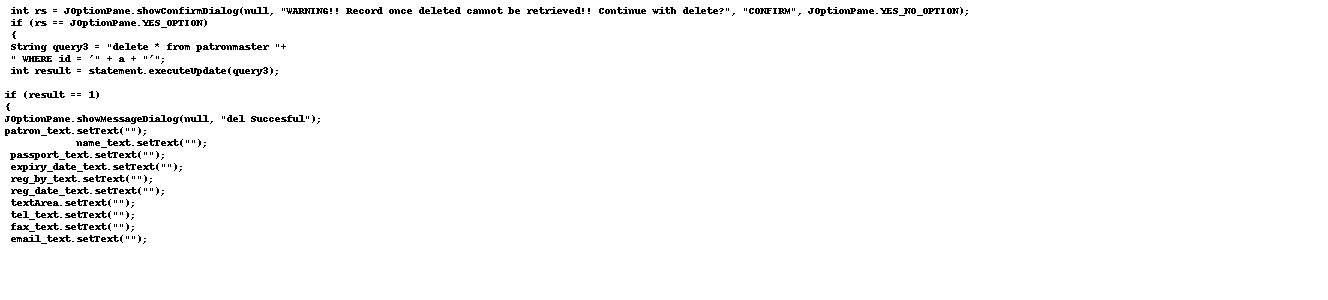 int rs = JOptionPane.showConfirmDialog(null, "WARNING!! Record once deleted cannot be retrieved!! Continue with delete?", "CONFIRM", JOptionPane.YES_NO_OPTION);
if (rs == JOptionPane.YES_OPTION)
{
String query3 = "delete * from patronmaster "+
" WHERE id = '" + a + "'";
int result = statement.executeUpdate(query3);
if (result == 1)
{
JOptionPane.showMessageDialog(null, "del Succesful");
patron_text.setText("");
name_text.setText("");
passport_text.setText("");
expiry_date_text.setText("");
reg_by_text.setText("");
reg_date_text.setText("");
textArea.setText("");
tel_text.setText("");
fax_text.setText("");
email_text.setText("");